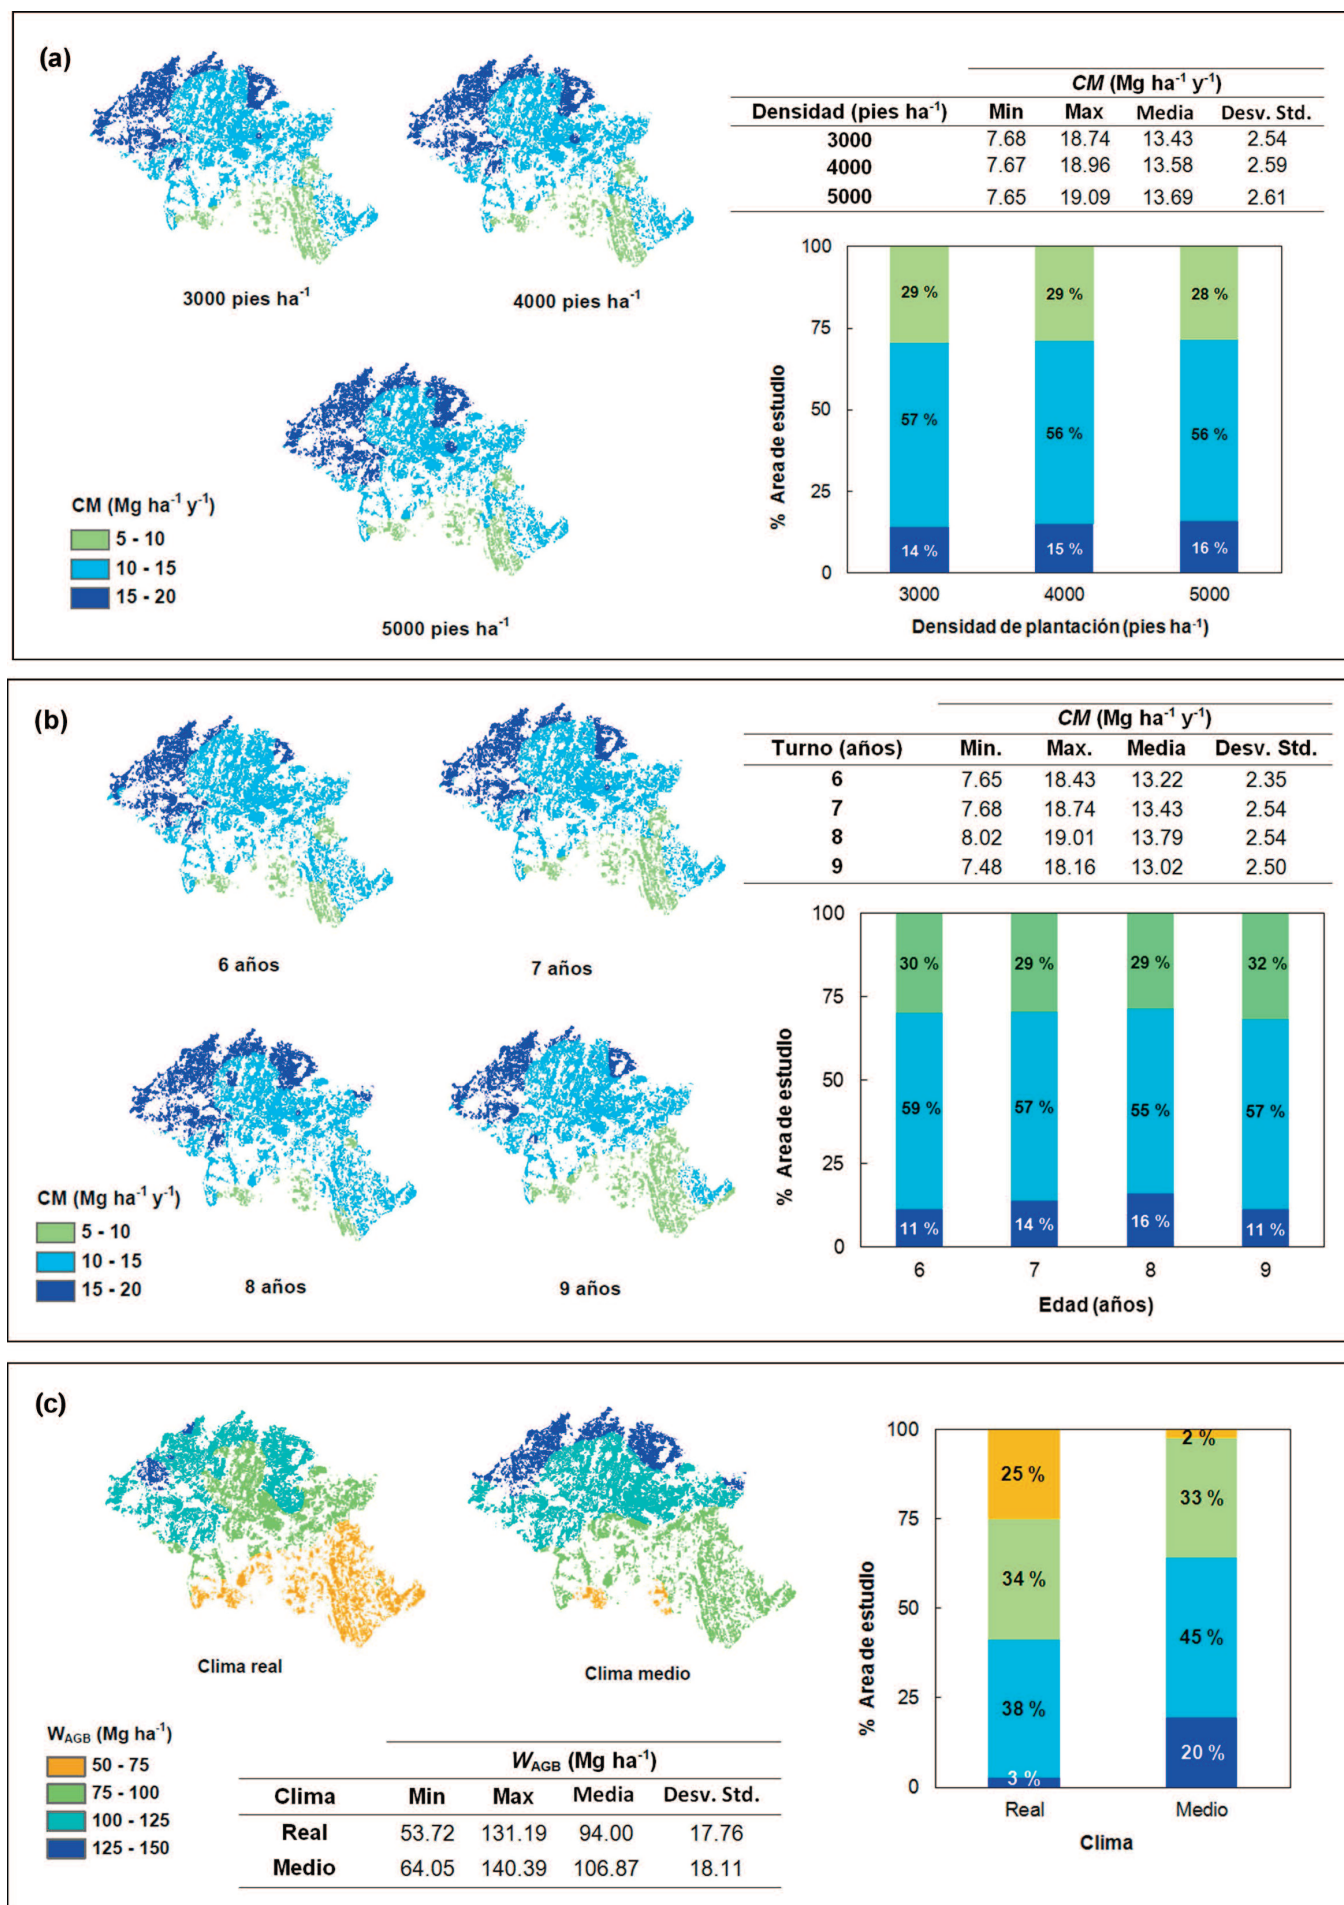 (a)
3000 pies ha-1
4000 pies ha-1
5000 pies ha-1
CM (Mg ha-1 y-1)
5 - 10
10 - 15
15 - 20
CM (Mg ha-1 y-1)
Densidad (pies ha-1) Min Max Media Desv. Std.
3000 7.68 18.74 13.43 2.54
4000 7.67 18.96 13.58 2.59
5000 7.65 19.09 13.69 2.61
% Area de estudio
100
75
50
25
0
29 % 29 % 28 %
57 % 56 % 56 %
14 % 15 % 16 %
3000 4000 5000
Densidad de plantación (pies ha-1)
(b)
6 años
7 años
8 años
9 años
CM (Mg ha-1 y-1)
5 - 10
10 - 15
15 - 20
CM (Mg ha-1 y-1)
Turno (años) Min. Max. Media Desv. Std.
6 7.65 18.43 13.22 2.35
7 7.68 18.74 13.43 2.54
8 8.02 19.01 13.79 2.54
9 7.48 18.16 13.02 2.50
% Area de estudio
100
75
50
25
0
30 % 29 % 29 % 32 %
59 % 57 % 55 % 57 %
11 % 14 % 16 % 11 %
6 7 8 9
Edad (años)
(c)
Clima real
Clima medio
WAGB (Mg ha-1)
50 - 75
75 - 100
100 - 125
125 - 150
WAGB (Mg ha-1)
Clima Min Max Media Desv. Std.
Real 53.72 131.19 94.00 17.76
Medio 64.05 140.39 106.87 18.11
% Area de estudio
100
75
50
25
0
25 % 2 %
34 % 33 %
38 % 45 %
3 % 20 %
Real Medio
Clima